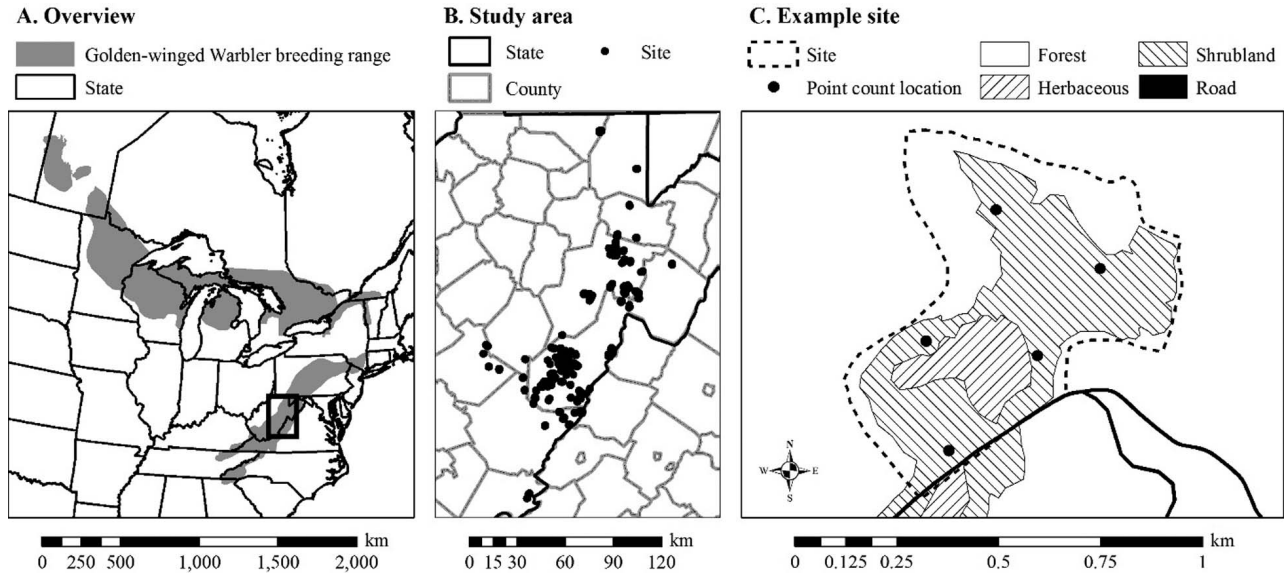 A. Overview
Golden-winged Warbler breeding range
State
B. Study area
State
Site
County
C. Example site
Site
Forest
Shrubland
Point count location
Herbaceous
Road
N
W E
S
km
0 250 500 1,000 1,500 2,000
km
0 15 30 60 90 120
km
0 0.125 0.25 0.5 0.75 1